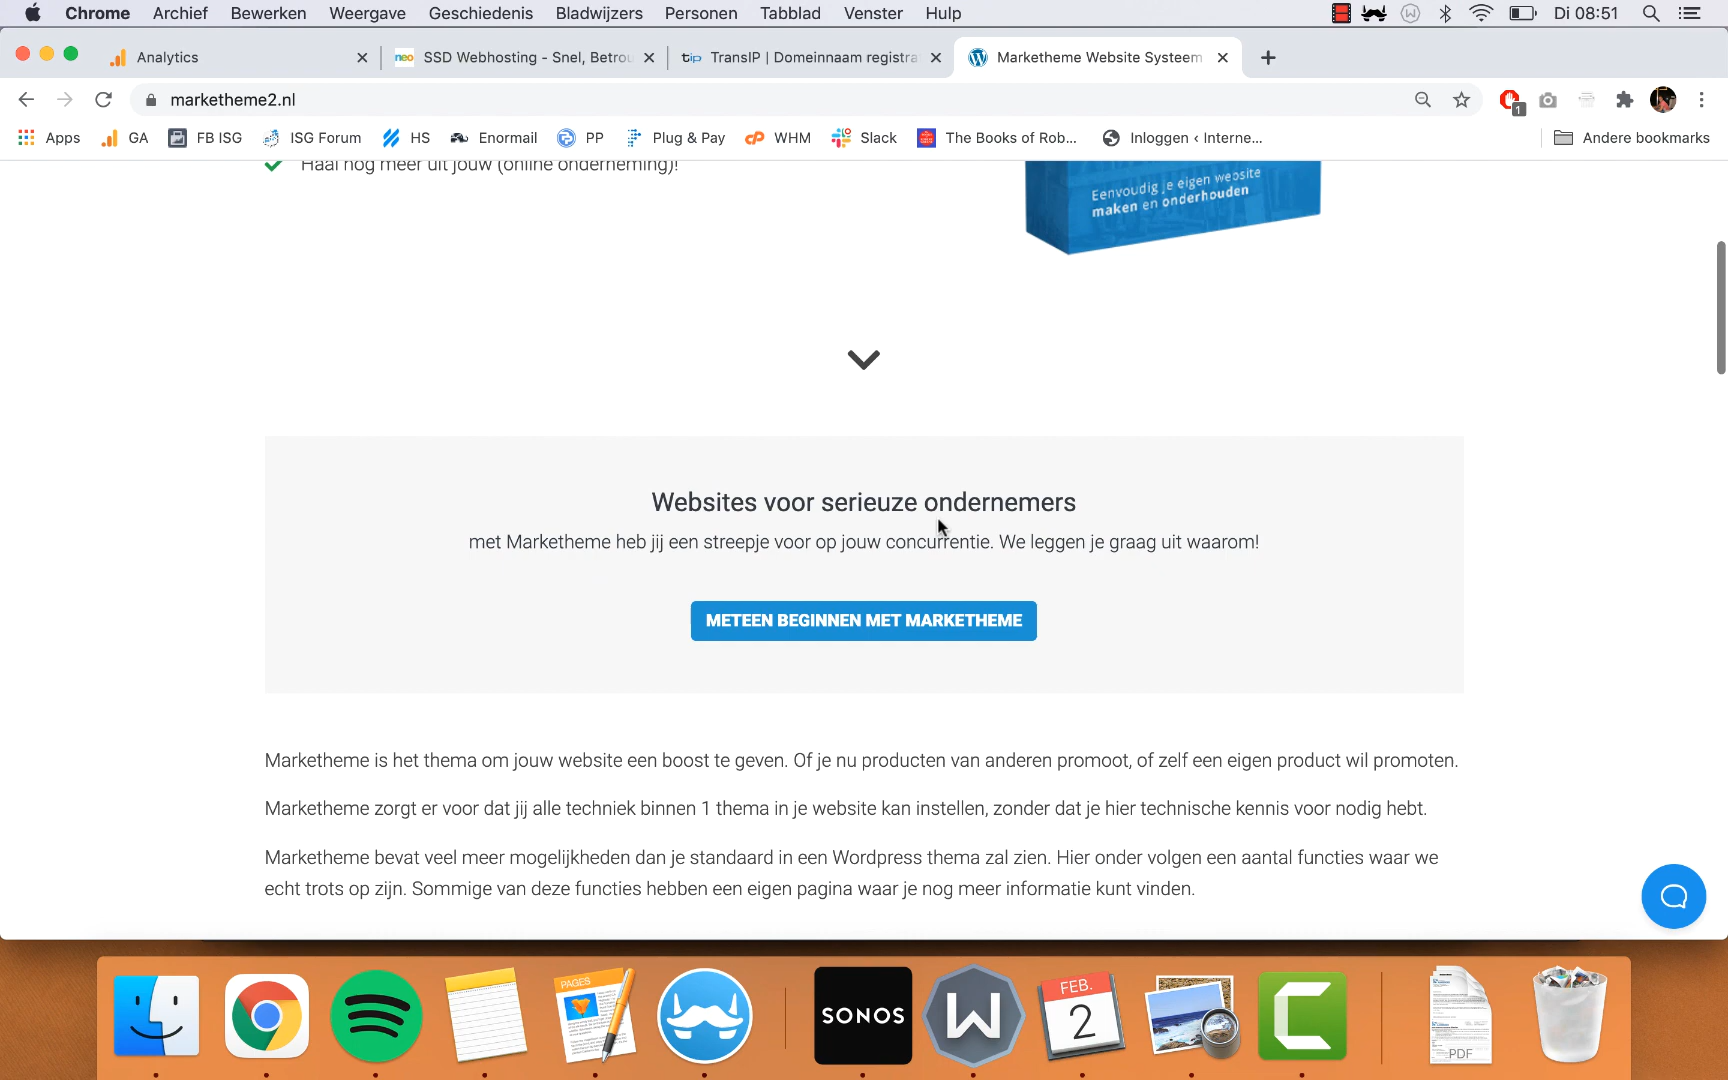 Chrome Archief Bewerken Weergave Geschiedenis Bladwijzers Personen Tabblad Venster Hulp Di 08:51
Analytics SSD Webhosting - Snel, Betrou TransIP | Domeinnaam registra Marketheme Website Systeem
marketheme2.nl
Apps GA FB ISG ISG Forum HS Enormail PP Plug & Pay WHM Slack The Books of Rob... Inloggen ‹ Interne... Andere bookmarks
Haal nog meer uit jouw (online onderneming)!
Eenvoudig je eigen website
maken en onderhouden
Websites voor serieuze ondernemers
met Marketheme heb jij een streepje voor op jouw concurrentie. We leggen je graag uit waarom!
METEEN BEGINNEN MET MARKETHEME
Marketheme is het thema om jouw website een boost te geven. Of je nu producten van anderen promoot, of zelf een eigen product wil promoten.
Marketheme zorgt er voor dat jij alle techniek binnen 1 thema in je website kan instellen, zonder dat je hier technische kennis voor nodig hebt.
Marketheme bevat veel meer mogelijkheden dan je standaard in een Wordpress thema zal zien. Hier onder volgen een aantal functies waar we
echt trots op zijn. Sommige van deze functies hebben een eigen pagina waar je nog meer informatie kunt vinden.
PAGES
SONOS
FEB.
2
PDF